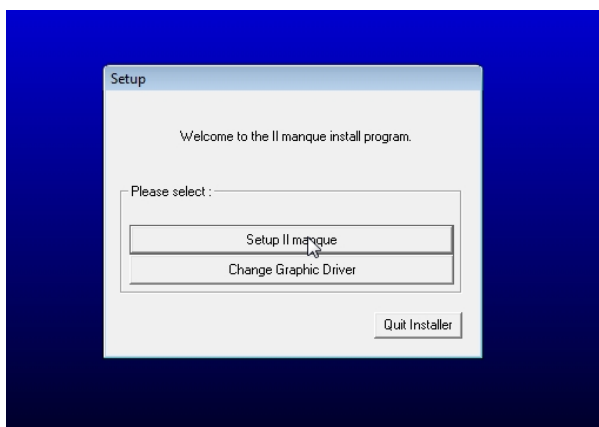 Setup
Welcome to the Il manque install program.
Please select :
Setup Il manque
Change Graphic Driver
Quit Installer